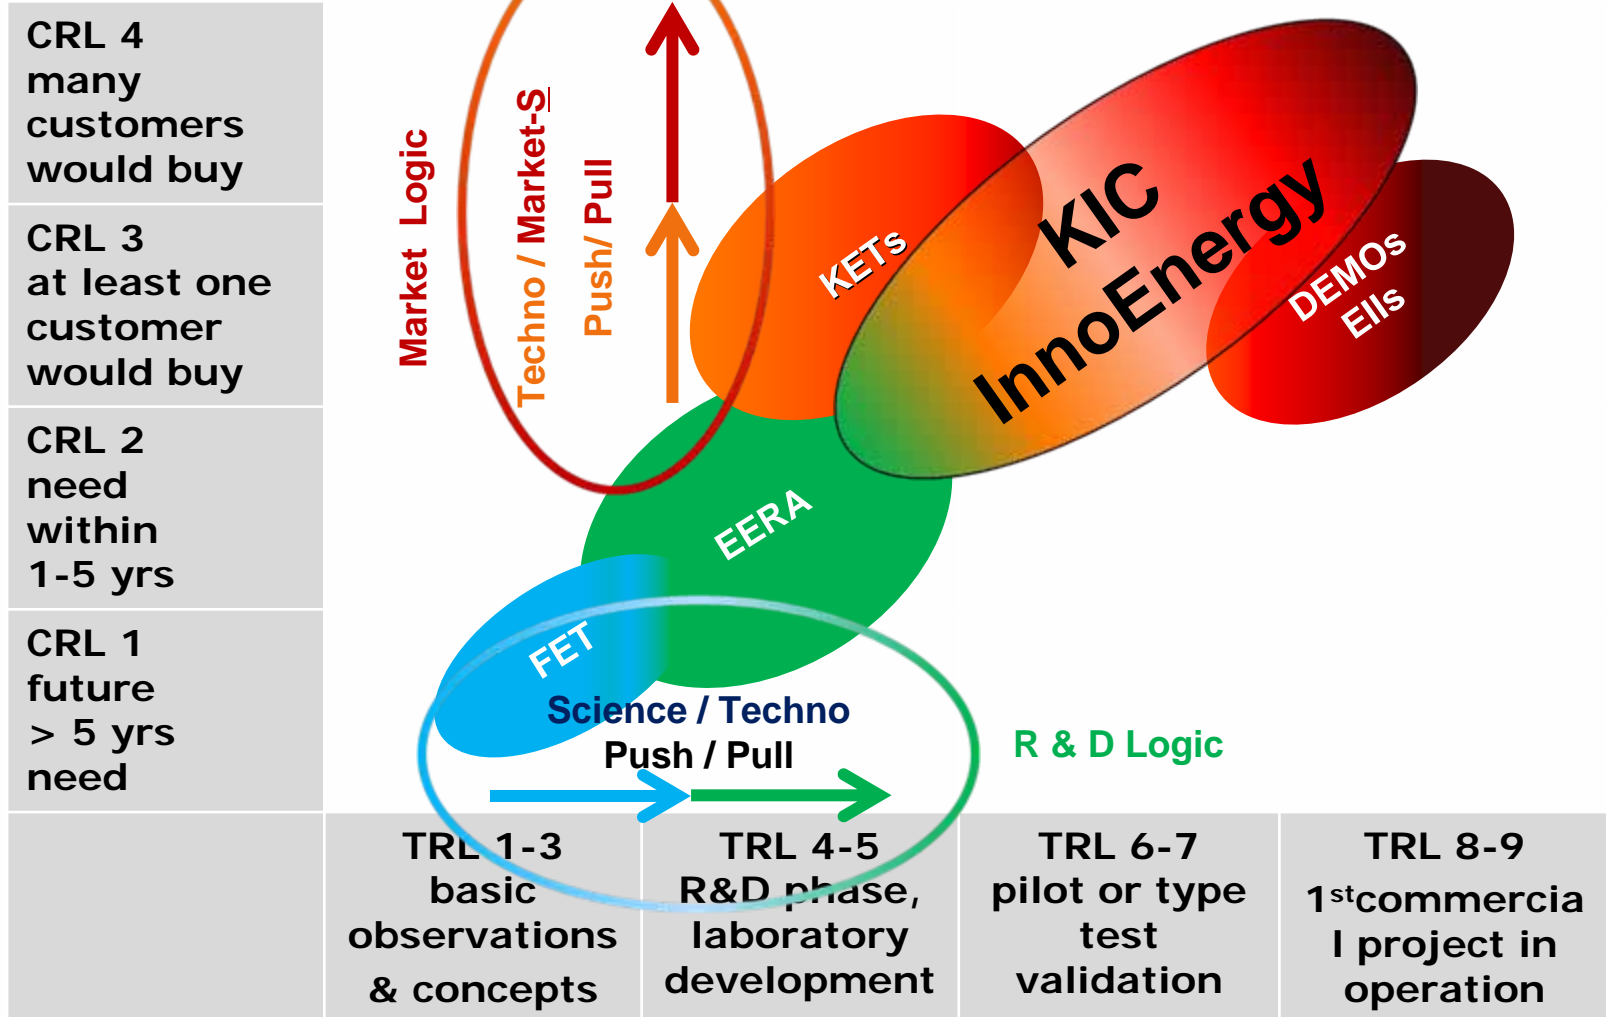 CRL 4
many
customers
would buy
CRL 3
at least one
customer
would buy
CRL 2
need
within
1-5 yrs
CRL 1
future
> 5 yrs
need
Market Logic
Techno / Market-S
Push/ Pull
KETs
KIC
InnoEnergy
DEMOs
EIIs
EERA
FET
Science / Techno
Push / Pull
R & D Logic
TRL 1-3
basic
observations
& concepts
TRL 4-5
R&D phase,
laboratory
development
TRL 6-7
pilot or type
test
validation
TRL 8-9
1stcommercia
l project in
operation